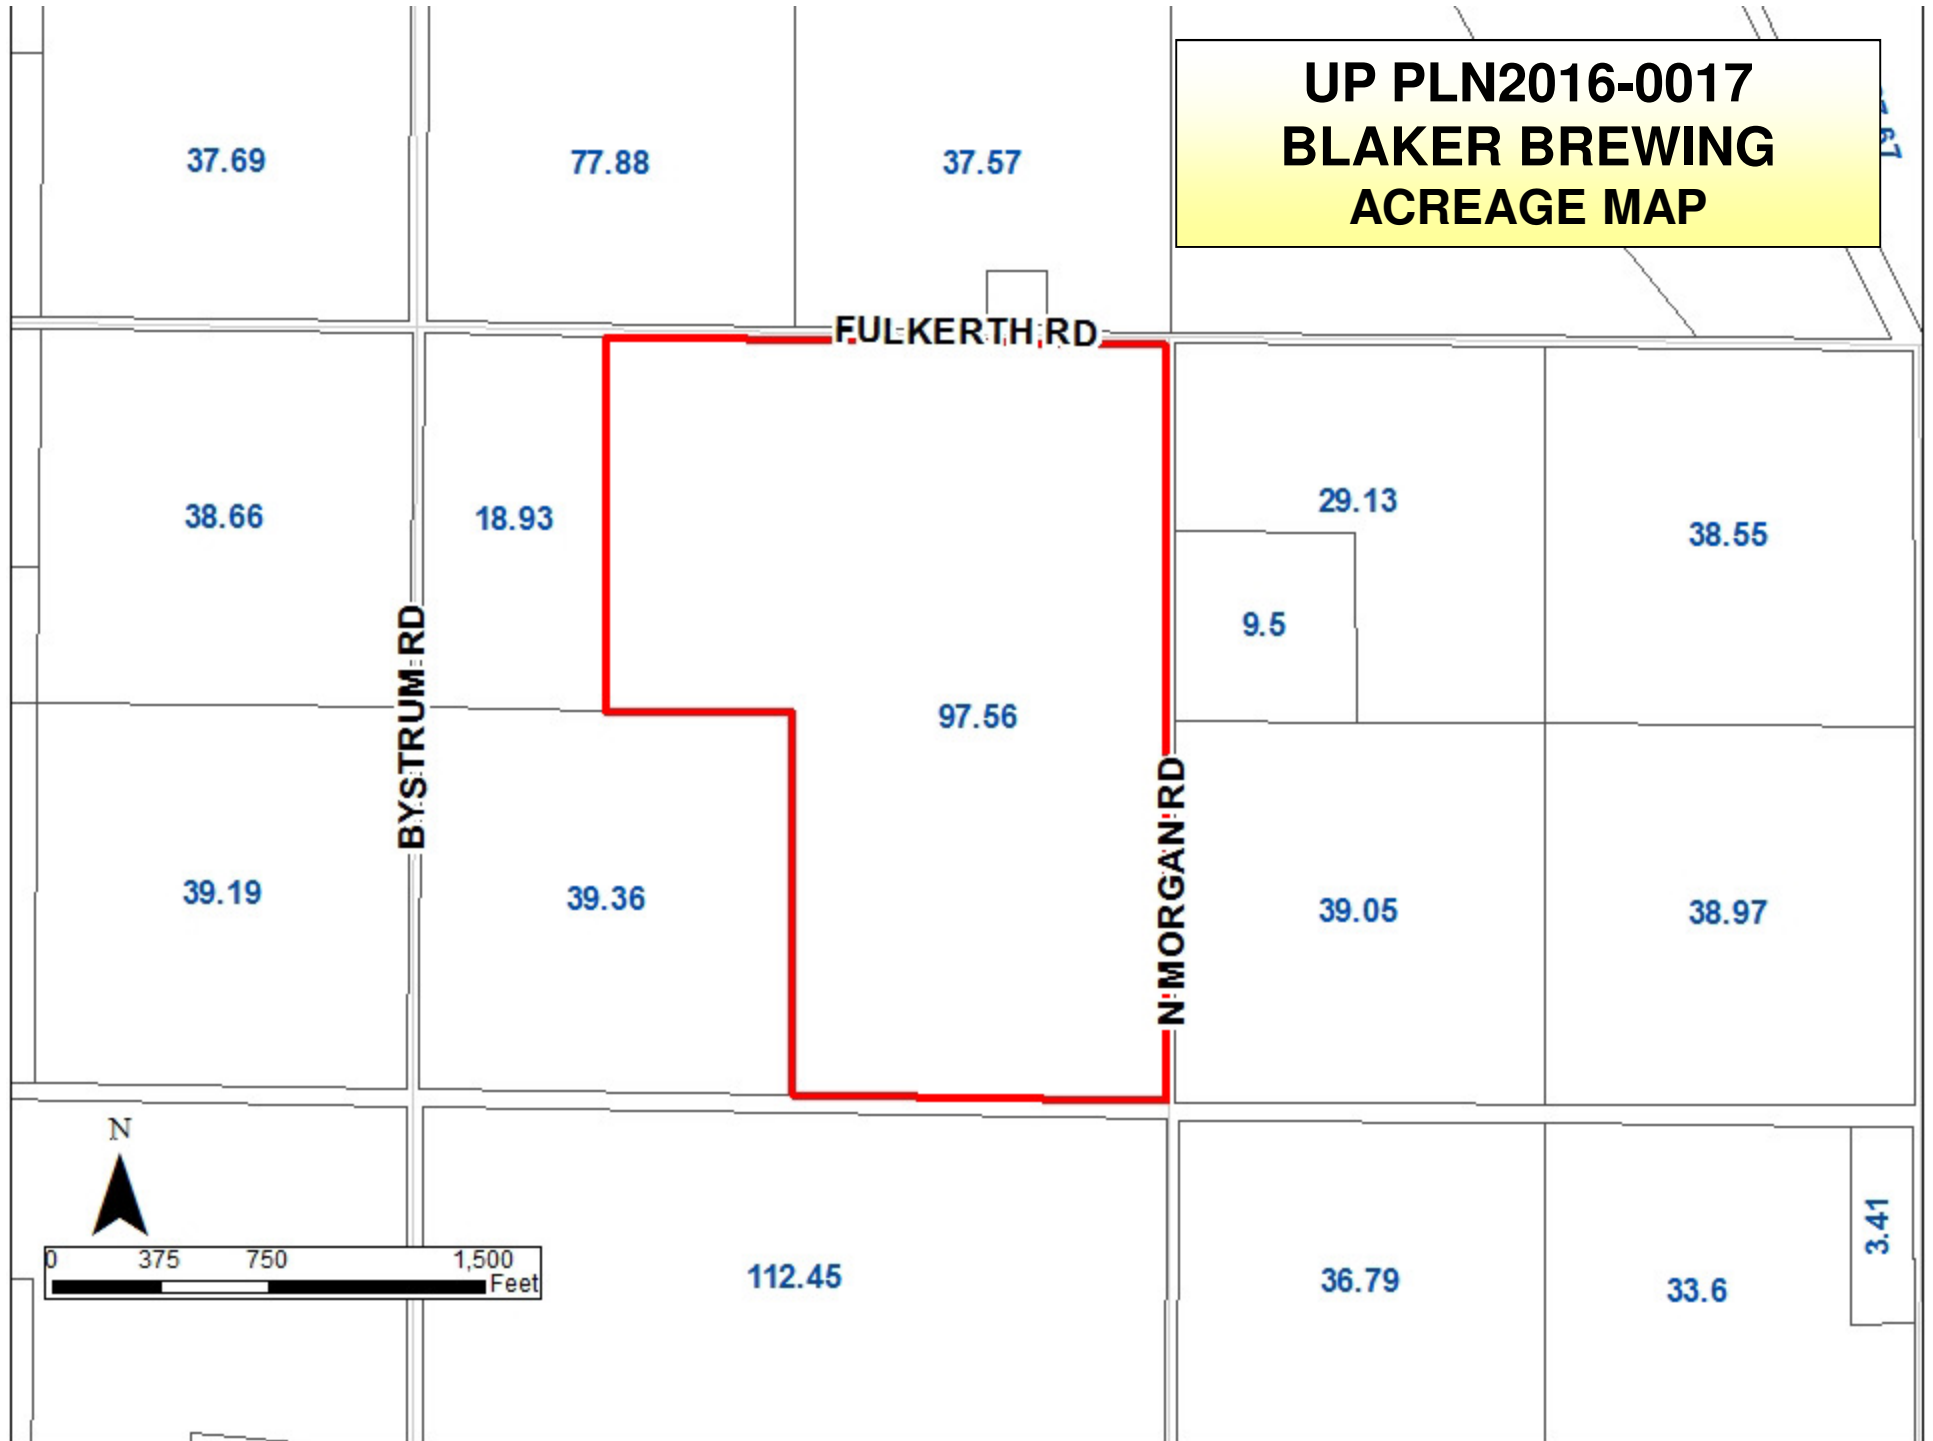 UP PLN2016-0017
BLAKER BREWING
ACREAGE MAP
37.69
77.88
37.57
FULKERTH RD
38.66
18.93
29.13
38.55
9.5
BYSTRUM RD
97.56
N MORGAN RD
39.19
39.36
39.05
38.97
N
0 375 750 1,500
Feet
112.45
36.79
33.6
3.41